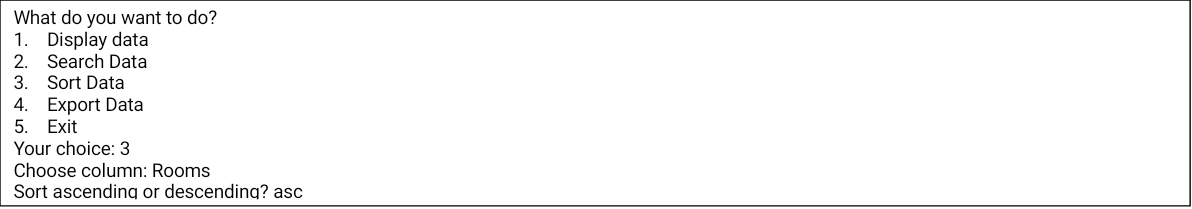 What do you want to do?
1. Display data
2. Search Data
3. Sort Data
4. Export Data
5. Exit
Your choice: 3
Choose column: Rooms
Sort ascending or descending? asc